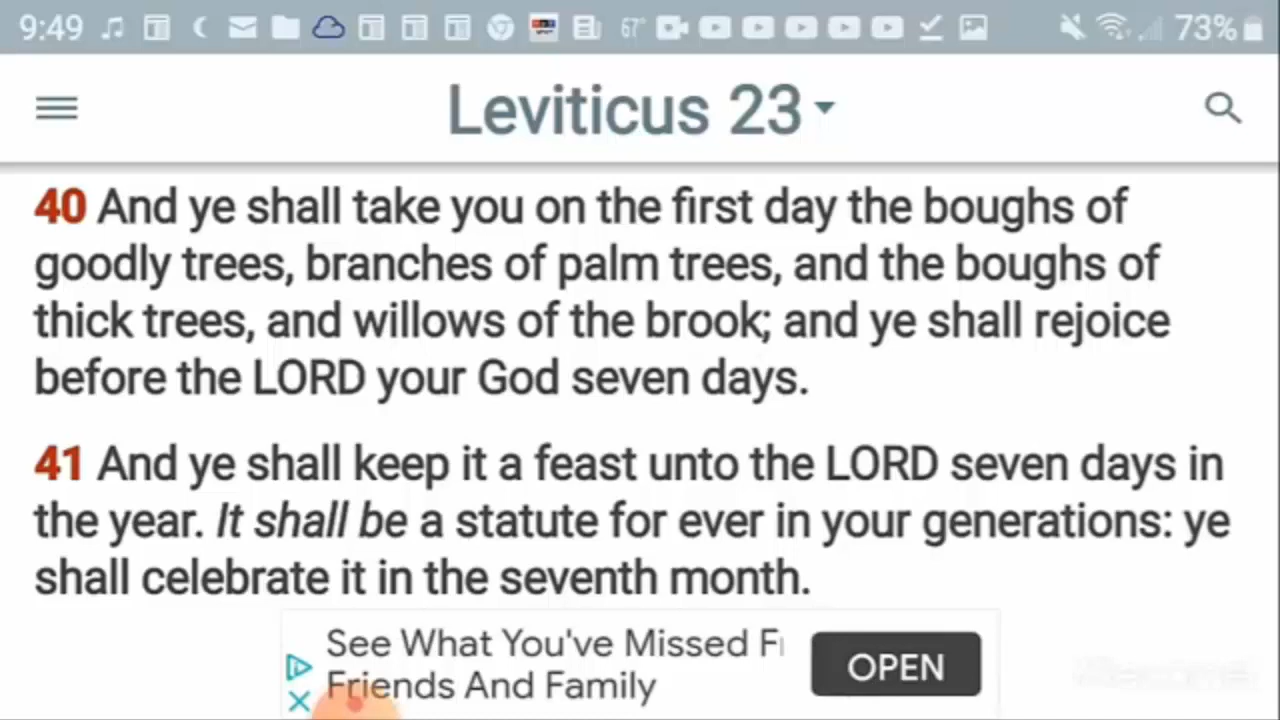 9:49 67° 73%
Leviticus 23
40 And ye shall take you on the first day the boughs of
goodly trees, branches of palm trees, and the boughs of
thick trees, and willows of the brook; and ye shall rejoice
before the LORD your God seven days.
41 And ye shall keep it a feast unto the LORD seven days in
the year. It shall be a statute for ever in your generations: ye
shall celebrate it in the seventh month.
See What You've Missed
Friends And Family
OPEN